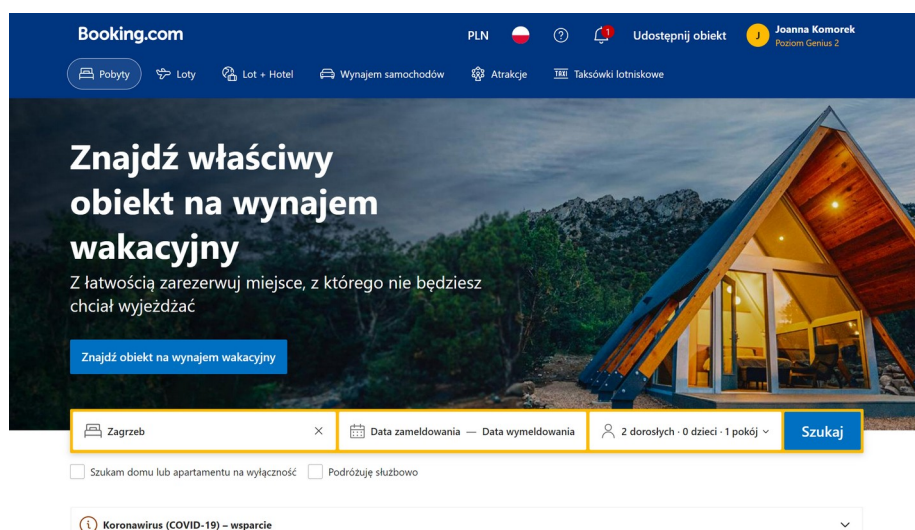 Booking.com
PLN
1
Udostępnij obiekt
J
Joanna Komorek
Poziom Genius 2
Pobyty
Loty
Lot + Hotel
Wynajem samochodów
Atrakcje
TAXI Taksówki lotniskowe
Znajdź właściwy
obiekt na wynajem
wakacyjny
Z łatwością zarezerwuj miejsce, z którego nie będziesz
chciał wyjeżdżać
Znajdź obiekt na wynajem wakacyjny
Zagrzeb
Data zameldowania — Data wymeldowania
2 dorosłych · 0 dzieci · 1 pokój
Szukaj
Szukam domu lub apartamentu na wyłączność
Podróżuję służbowo
Koronawirus (COVID-19) – wsparcie